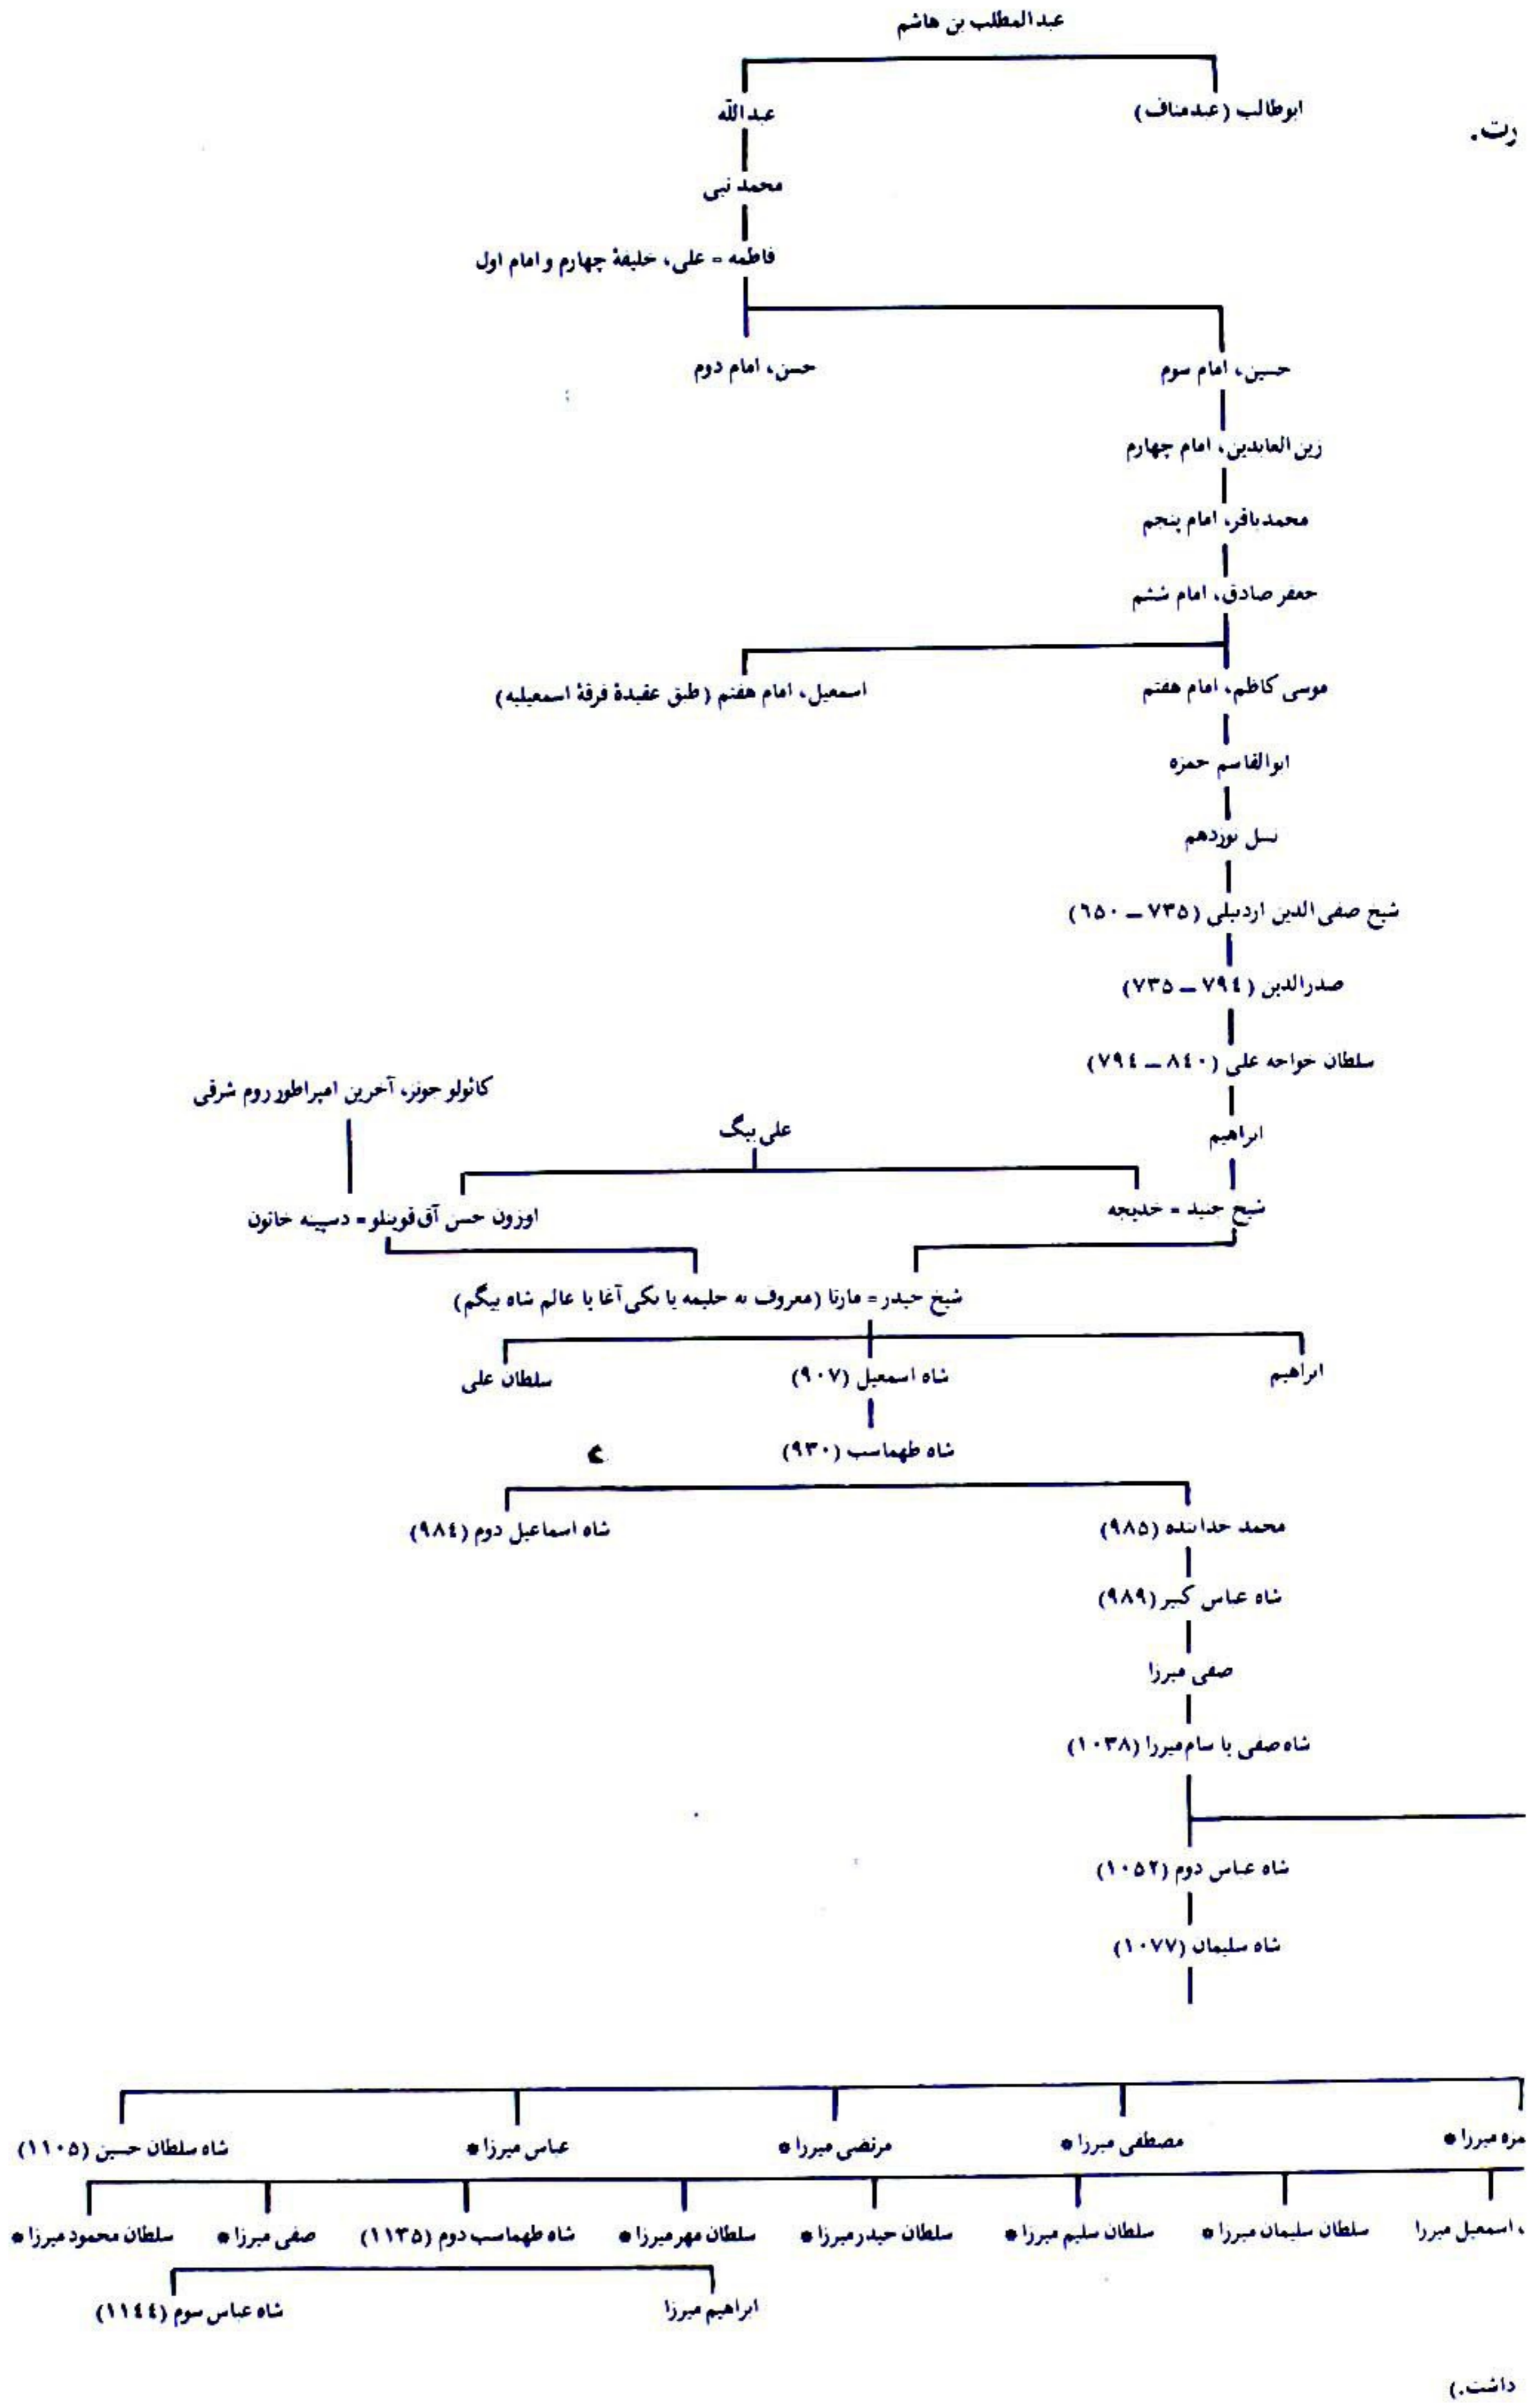 عبدالمطلب بن هاشم
ابوطالب (عبدمناف)
عبدالله
رت.
محمد نبی
فاطمه = علی، خلیفهٔ چهارم و امام اول
حسین، امام سوم
حسن، امام دوم
زین العابدین، امام چهارم
محمدباقر، امام پنجم
جعفر صادق، امام ششم
موسی کاظم، امام هفتم
اسمعیل، امام هفتم (طبق عقیدهٔ فرقهٔ اسمعیلیه)
ابوالقاسم حمزه
نسل نوزدهم
شیخ صفی الدین اردبیلی (۷۳۵ – ۶۵۰)
صدرالدین (۷۹۴ – ۷۳۵)
سلطان خواجه علی (۸۴۰ – ۷۹۴)
کالولو جونز، آخرین امپراطور روم شرقی
علی بیگ
ابراهیم
شیخ جنید = خدیجه
اوزون حسن آق قوینلو = دسپینه خاتون
شیخ حیدر = مارتا (معروف به حلیمه یا بکی آغا یا عالم شاه بیگم)
ابراهیم
شاه اسمعیل (۹۰۷)
سلطان علی
شاه طهماسب (۹۳۰)
محمد خدابنده (۹۸۵)
شاه اسماعیل دوم (۹۸۴)
شاه عباس کبیر (۹۸۹)
صفی میرزا
شاه صفی یا سام میرزا (۱۰۳۸)
شاه عباس دوم (۱۰۵۲)
شاه سلیمان (۱۰۷۷)
مزه میرزا *
مصطفی میرزا *
مرتضی میرزا *
عباس میرزا *
شاه سلطان حسین (۱۱۰۵)
، اسمعیل میرزا
سلطان سلیمان میرزا *
سلطان سلیم میرزا *
سلطان حیدر میرزا *
سلطان مهر میرزا *
شاه طهماسب دوم (۱۱۳۵)
صفی میرزا *
سلطان محمود میرزا *
ابراهیم میرزا
شاه عباس سوم (۱۱۴۴)
داشت.)